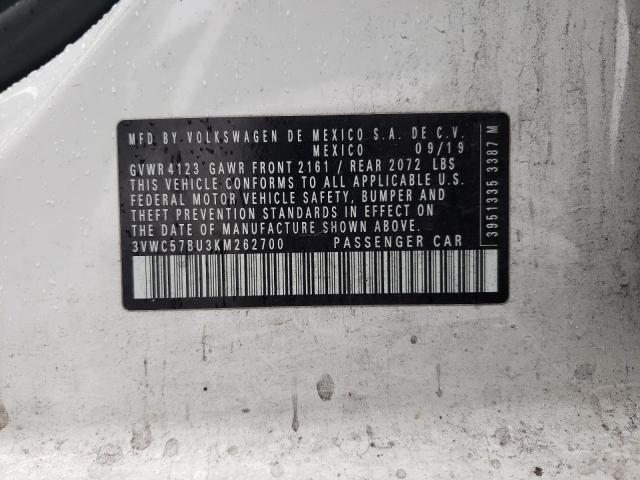 MFD.BY.VOLKSWAGEN DE MEXICO S.A. DE C.V.
MEXICO 09/19
GVWR 4123 GAWR FRONT 2161 / REAR 2072 LBS
THIS VEHICLE CONFORMS TO ALL APPLICABLE U.S.
FEDERAL MOTOR VEHICLE SAFETY, BUMPER AND
THEFT PREVENTION STANDARDS IN EFFECT ON
THE DATE OF MANUFACTURE SHOWN ABOVE.
3VWC57BU3KM262700 PASSENGER CAR
3951335 3387 M